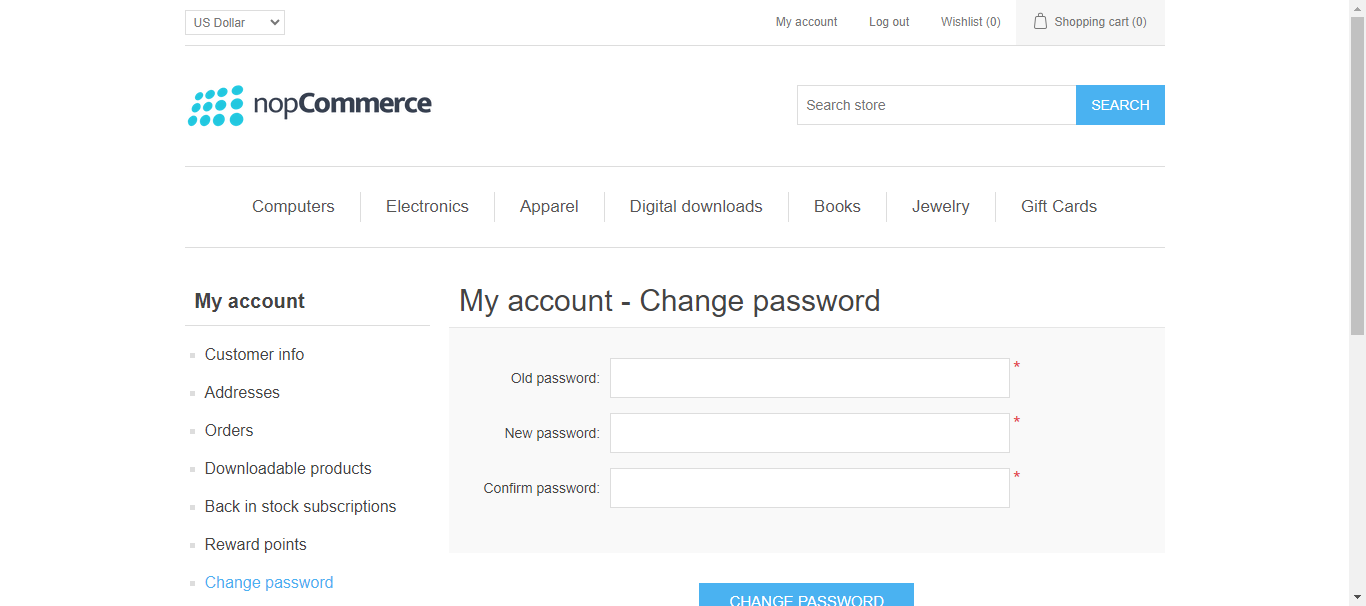 US Dollar
My account
Log out
Wishlist (0)
Shopping cart (0)
nopCommerce
Search store
SEARCH
Computers
Electronics
Apparel
Digital downloads
Books
Jewelry
Gift Cards
My account
Customer info
Addresses
Orders
Downloadable products
Back in stock subscriptions
Reward points
Change password
My account - Change password
Old password: *
New password: *
Confirm password: *
CHANGE PASSWORD